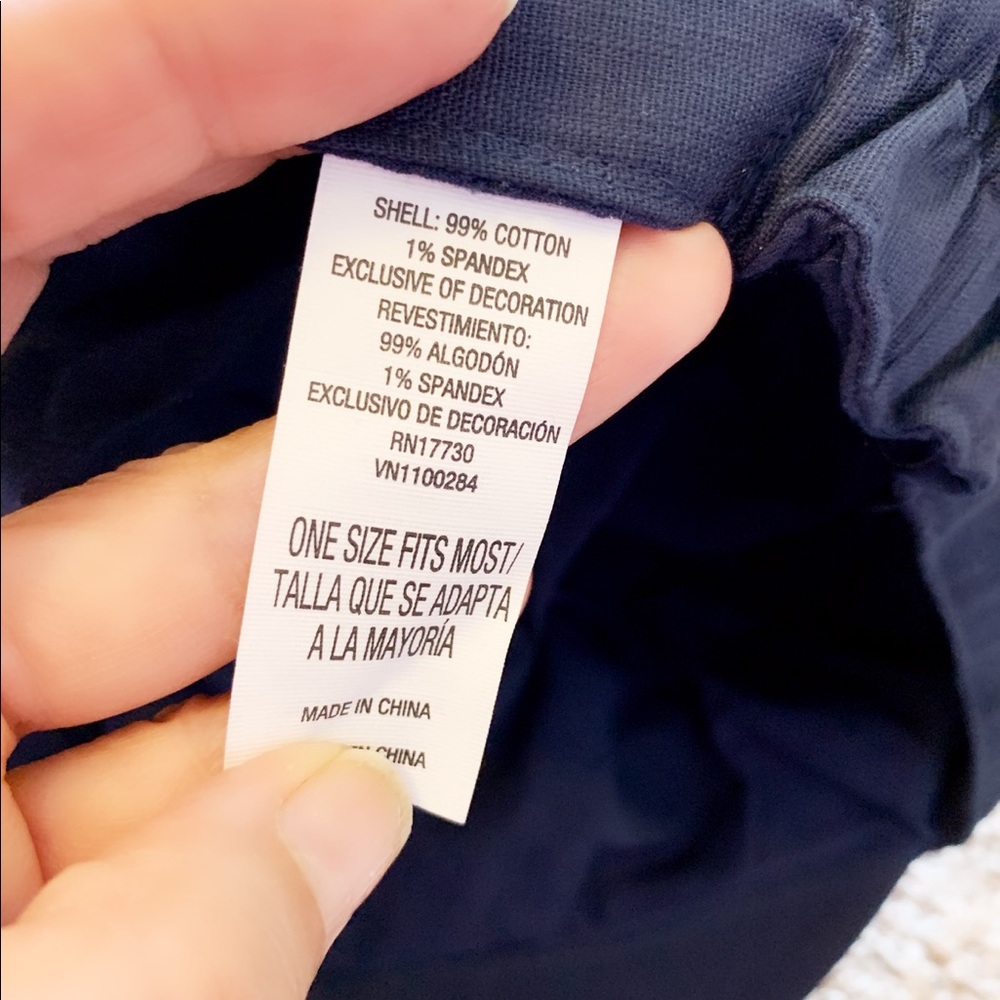 SHELL: 99% COTTON
1% SPANDEX
EXCLUSIVE OF DECORATION
REVESTIMIENTO:
99% ALGODÓN
1% SPANDEX
EXCLUSIVO DE DECORACIÓN
RN17730
VN1100284
ONE SIZE FITS MOST/
TALLA QUE SE ADAPTA
A LA MAYORÍA
MADE IN CHINA
CHINA